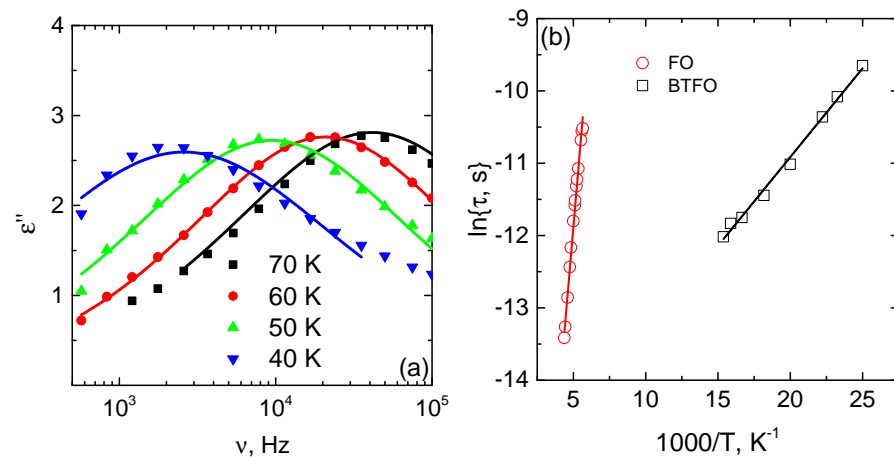 4
3
2
1
ε''
10³
10⁴
10⁵
ν, Hz
70 K
60 K
50 K
40 K
(a)
(b)
FO
BTFO
-9
-10
-11
-12
-13
-14
ln{τ, s}
5
10
15
20
25
1000/T, K⁻¹